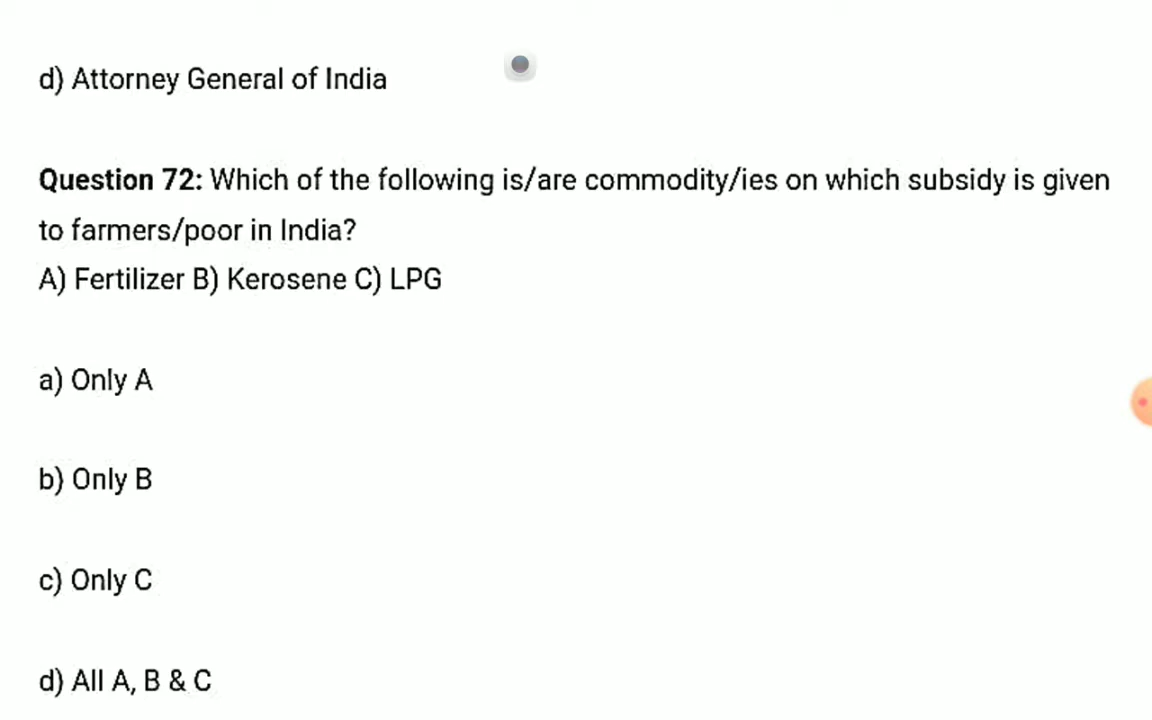 d) Attorney General of India
Question 72: Which of the following is/are commodity/ies on which subsidy is given
to farmers/poor in India?
A) Fertilizer B) Kerosene C) LPG
a) Only A
b) Only B
c) Only C
d) All A, B & C